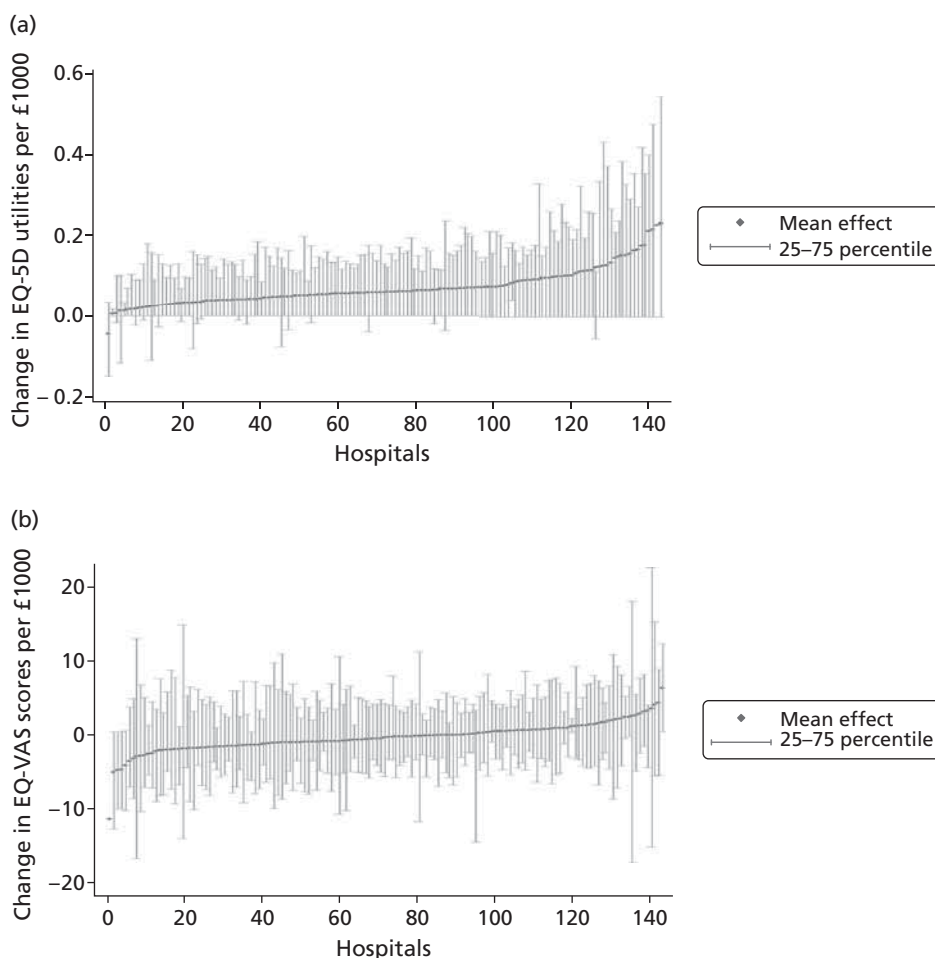 (a)
Change in EQ-5D utilities per £1000
0.6
0.4
0.2
0.0
– 0.2
0
20
40
60
80
100
120
140
Hospitals
Mean effect
25–75 percentile
(b)
Change in EQ-VAS scores per £1000
20
10
0
–10
–20
0
20
40
60
80
100
120
140
Hospitals
Mean effect
25–75 percentile